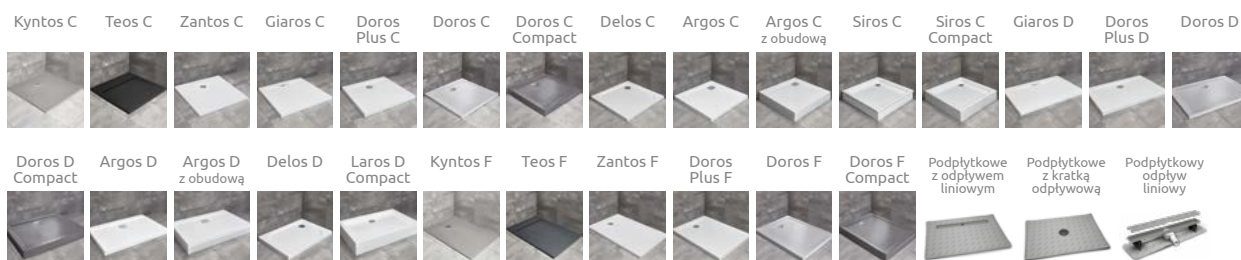 Kyntos C
Teos C
Zantos C
Giaros C
Doros
Plus C
Doros C
Doros C
Compact
Delos C
Argos C
Argos C
z obudową
Siros C
Siros C
Compact
Giaros D
Doros
Plus D
Doros D
Doros D
Compact
Argos D
Argos D
z obudową
Delos D
Laros D
Compact
Kyntos F
Teos F
Zantos F
Doros
Plus F
Doros F
Doros F
Compact
Podpłytkowe
z odpływem
liniowym
Podpłytkowe
z kratką
odpływową
Podpłytkowy
odpływ
liniowy